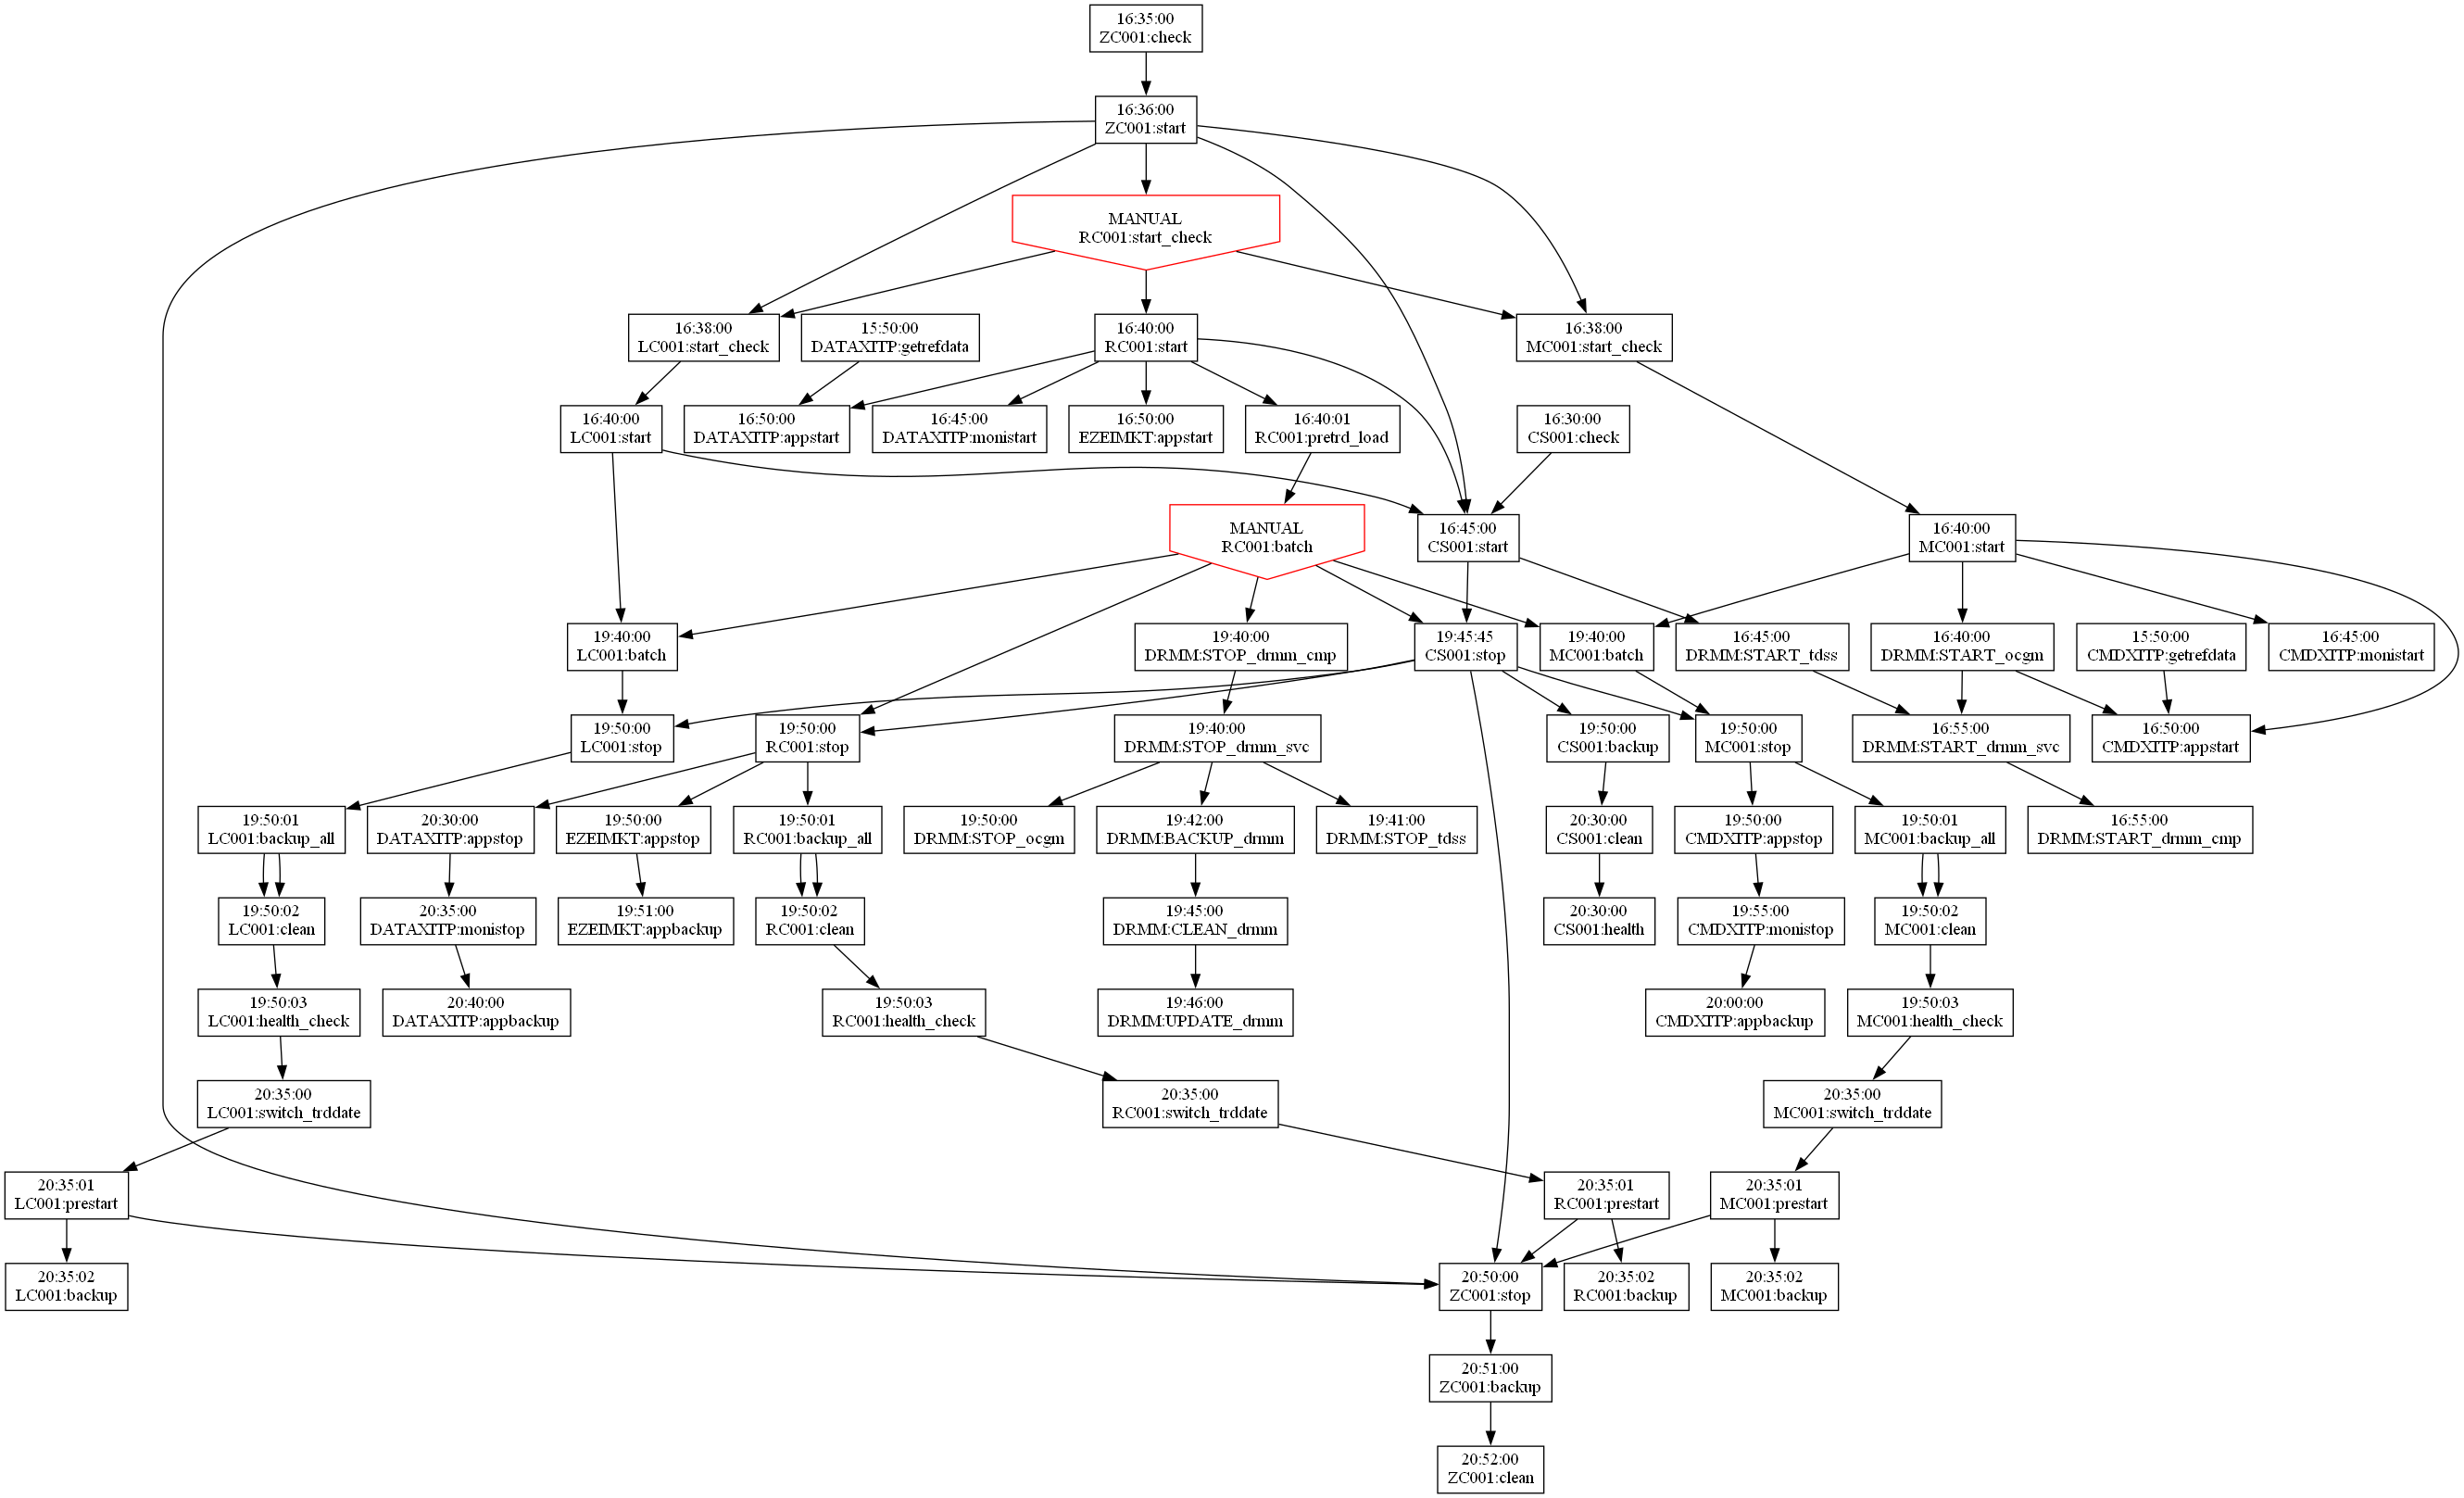 16:35:00
ZC001:check
16:36:00
ZC001:start
MANUAL
RC001:start_check
16:38:00
LC001:start_check
15:50:00
DATAXITP:getrefdata
16:40:00
RC001:start
16:38:00
MC001:start_check
16:40:00
LC001:start
16:50:00
DATAXITP:appstart
16:45:00
DATAXITP:monistart
16:50:00
EZEIMKT:appstart
16:40:01
RC001:pretrd_load
16:30:00
CS001:check
MANUAL
RC001:batch
16:45:00
CS001:start
16:40:00
MC001:start
19:40:00
LC001:batch
19:40:00
DRMM:STOP_drmm_cmp
19:45:45
CS001:stop
19:40:00
MC001:batch
16:45:00
DRMM:START_tdss
16:40:00
DRMM:START_ocgm
15:50:00
CMDXITP:getrefdata
16:45:00
CMDXITP:monistart
19:50:00
LC001:stop
19:50:00
RC001:stop
19:40:00
DRMM:STOP_drmm_svc
19:50:00
CS001:backup
19:50:00
MC001:stop
16:55:00
DRMM:START_drmm_svc
16:50:00
CMDXITP:appstart
19:50:01
LC001:backup_all
20:30:00
DATAXITP:appstop
19:50:00
EZEIMKT:appstop
19:50:01
RC001:backup_all
19:50:00
DRMM:STOP_ocgm
19:42:00
DRMM:BACKUP_drmm
19:41:00
DRMM:STOP_tdss
20:30:00
CS001:clean
19:50:00
CMDXITP:appstop
19:50:01
MC001:backup_all
16:55:00
DRMM:START_drmm_cmp
19:50:02
LC001:clean
20:35:00
DATAXITP:monistop
19:51:00
EZEIMKT:appbackup
19:50:02
RC001:clean
19:45:00
DRMM:CLEAN_drmm
20:30:00
CS001:health
19:55:00
CMDXITP:monistop
19:50:02
MC001:clean
19:50:03
LC001:health_check
20:40:00
DATAXITP:appbackup
19:50:03
RC001:health_check
19:46:00
DRMM:UPDATE_drmm
20:00:00
CMDXITP:appbackup
19:50:03
MC001:health_check
20:35:00
LC001:switch_trddate
20:35:00
RC001:switch_trddate
20:35:00
MC001:switch_trddate
20:35:01
LC001:prestart
20:35:01
RC001:prestart
20:35:01
MC001:prestart
20:35:02
LC001:backup
20:50:00
ZC001:stop
20:35:02
RC001:backup
20:35:02
MC001:backup
20:51:00
ZC001:backup
20:52:00
ZC001:clean